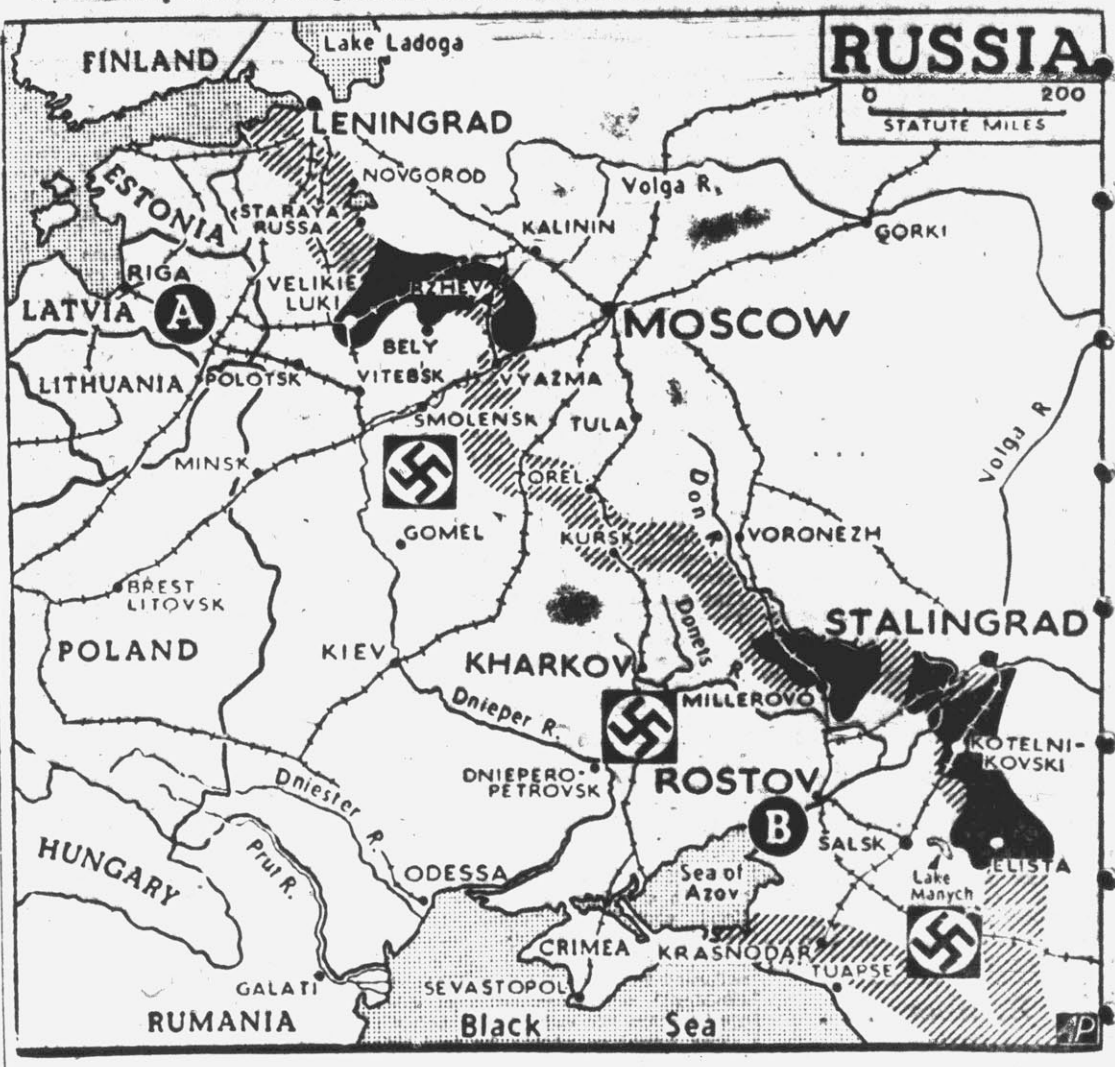 RUSSIA
0 200
STATUTE MILES
FINLAND
Lake Ladoga
LENINGRAD
NOVGOROD
ESTONIA
STARAYA
RUSSA
Volga R.
KALININ
GORKI
RIGA
VELIKIE
LUKI
RZHEV
LATVIA
A
MOSCOW
BELY
LITHUANIA
POLOTSK
VITEBSK
VYAZMA
SMOLENSK
TULA
Volga R
MINSK
OREL
Don R
GOMEL
KURSK
VORONEZH
BREST
LITOVSK
Donets R.
STALINGRAD
POLAND
KIEV
KHARKOV
MILLEROVO
Dnieper R.
KOTELNI-
KOVSKI
DNIEPERO-
PETROVSK
ROSTOV
Dniester R.
B
SALSK
HUNGARY
Prut R.
ODESSA
Sea of
Azov
Lake
Manych
ELISTA
CRIMEA
KRASNODAR
TUAPSE
GALATI
SEVASTOPOL
RUMANIA
Black Sea
AP